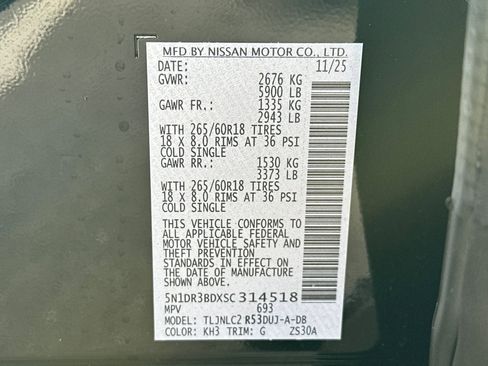 MFD BY NISSAN MOTOR CO., LTD.
DATE: 11/25
GVWR: 2676 KG
5900 LB
GAWR FR.: 1335 KG
2943 LB
WITH 265/60R18 TIRES
18 X 8.0 RIMS AT 36 PSI
COLD SINGLE
GAWR RR.: 1530 KG
3373 LB
WITH 265/60R18 TIRES
18 X 8.0 RIMS AT 36 PSI
COLD SINGLE
THIS VEHICLE CONFORMS TO
ALL APPLICABLE FEDERAL
MOTOR VEHICLE SAFETY AND
THEFT PREVENTION
STANDARDS IN EFFECT ON
THE DATE OF MANUFACTURE
SHOWN ABOVE.
5N1DR3BDXSC314518
MPV 693
MODEL: TLJNLC2 R53DUJ-A-DB
COLOR: KH3 TRIM: G ZS30A